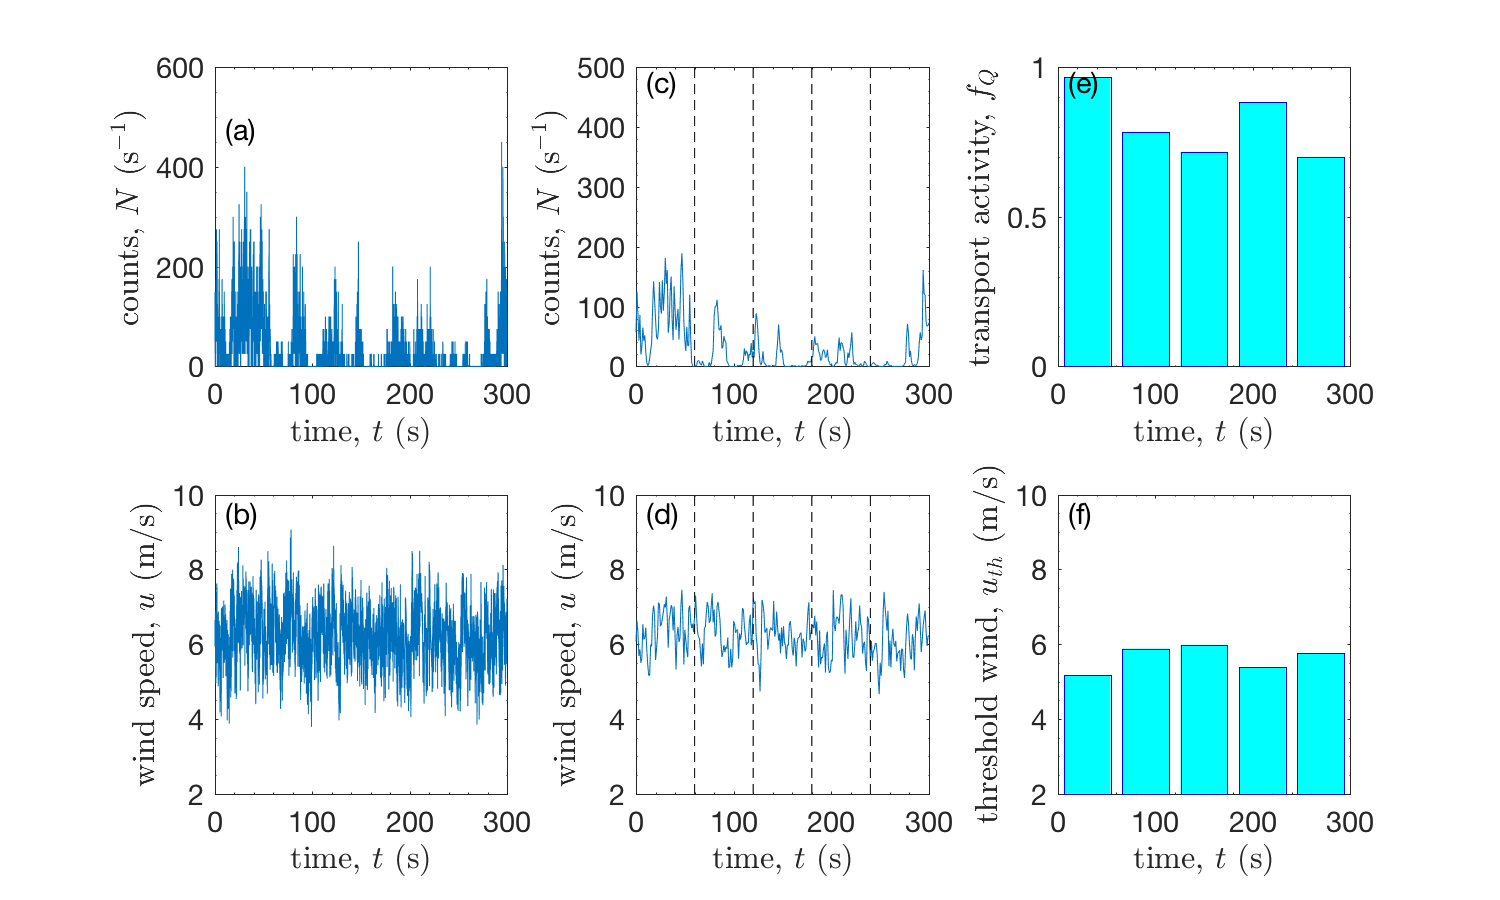 (a)
600
400
200
0
0 100 200 300
counts, N (s⁻¹)
time, t (s)
(c)
500
400
300
200
100
0
0 100 200 300
counts, N (s⁻¹)
time, t (s)
(e)
1
0.5
0
0 100 200 300
transport activity, f_Q
time, t (s)
(b)
10
8
6
4
2
0 100 200 300
wind speed, u (m/s)
time, t (s)
(d)
10
8
6
4
2
0 100 200 300
wind speed, u (m/s)
time, t (s)
(f)
10
8
6
4
2
0 100 200 300
threshold wind, u_th (m/s)
time, t (s)